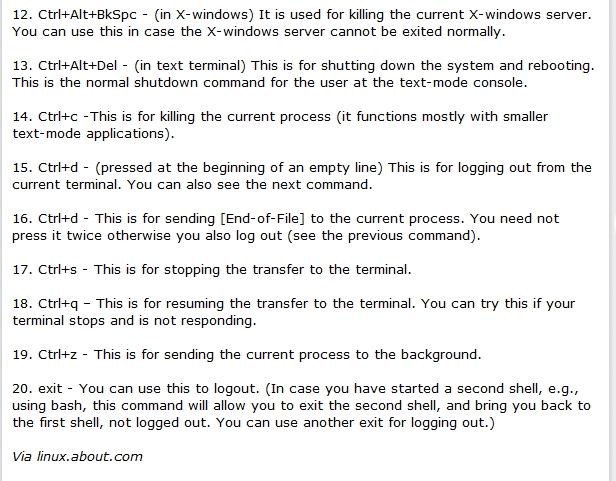 12. Ctrl+Alt+BkSpc - (in X-windows) It is used for killing the current X-windows server.
You can use this in case the X-windows server cannot be exited normally.
13. Ctrl+Alt+Del - (in text terminal) This is for shutting down the system and rebooting.
This is the normal shutdown command for the user at the text-mode console.
14. Ctrl+c -This is for killing the current process (it functions mostly with smaller
text-mode applications).
15. Ctrl+d - (pressed at the beginning of an empty line) This is for logging out from the
current terminal. You can also see the next command.
16. Ctrl+d - This is for sending [End-of-File] to the current process. You need not
press it twice otherwise you also log out (see the previous command).
17. Ctrl+s - This is for stopping the transfer to the terminal.
18. Ctrl+q – This is for resuming the transfer to the terminal. You can try this if your
terminal stops and is not responding.
19. Ctrl+z - This is for sending the current process to the background.
20. exit - You can use this to logout. (In case you have started a second shell, e.g.,
using bash, this command will allow you to exit the second shell, and bring you back to
the first shell, not logged out. You can use another exit for logging out.)
Via linux.about.com